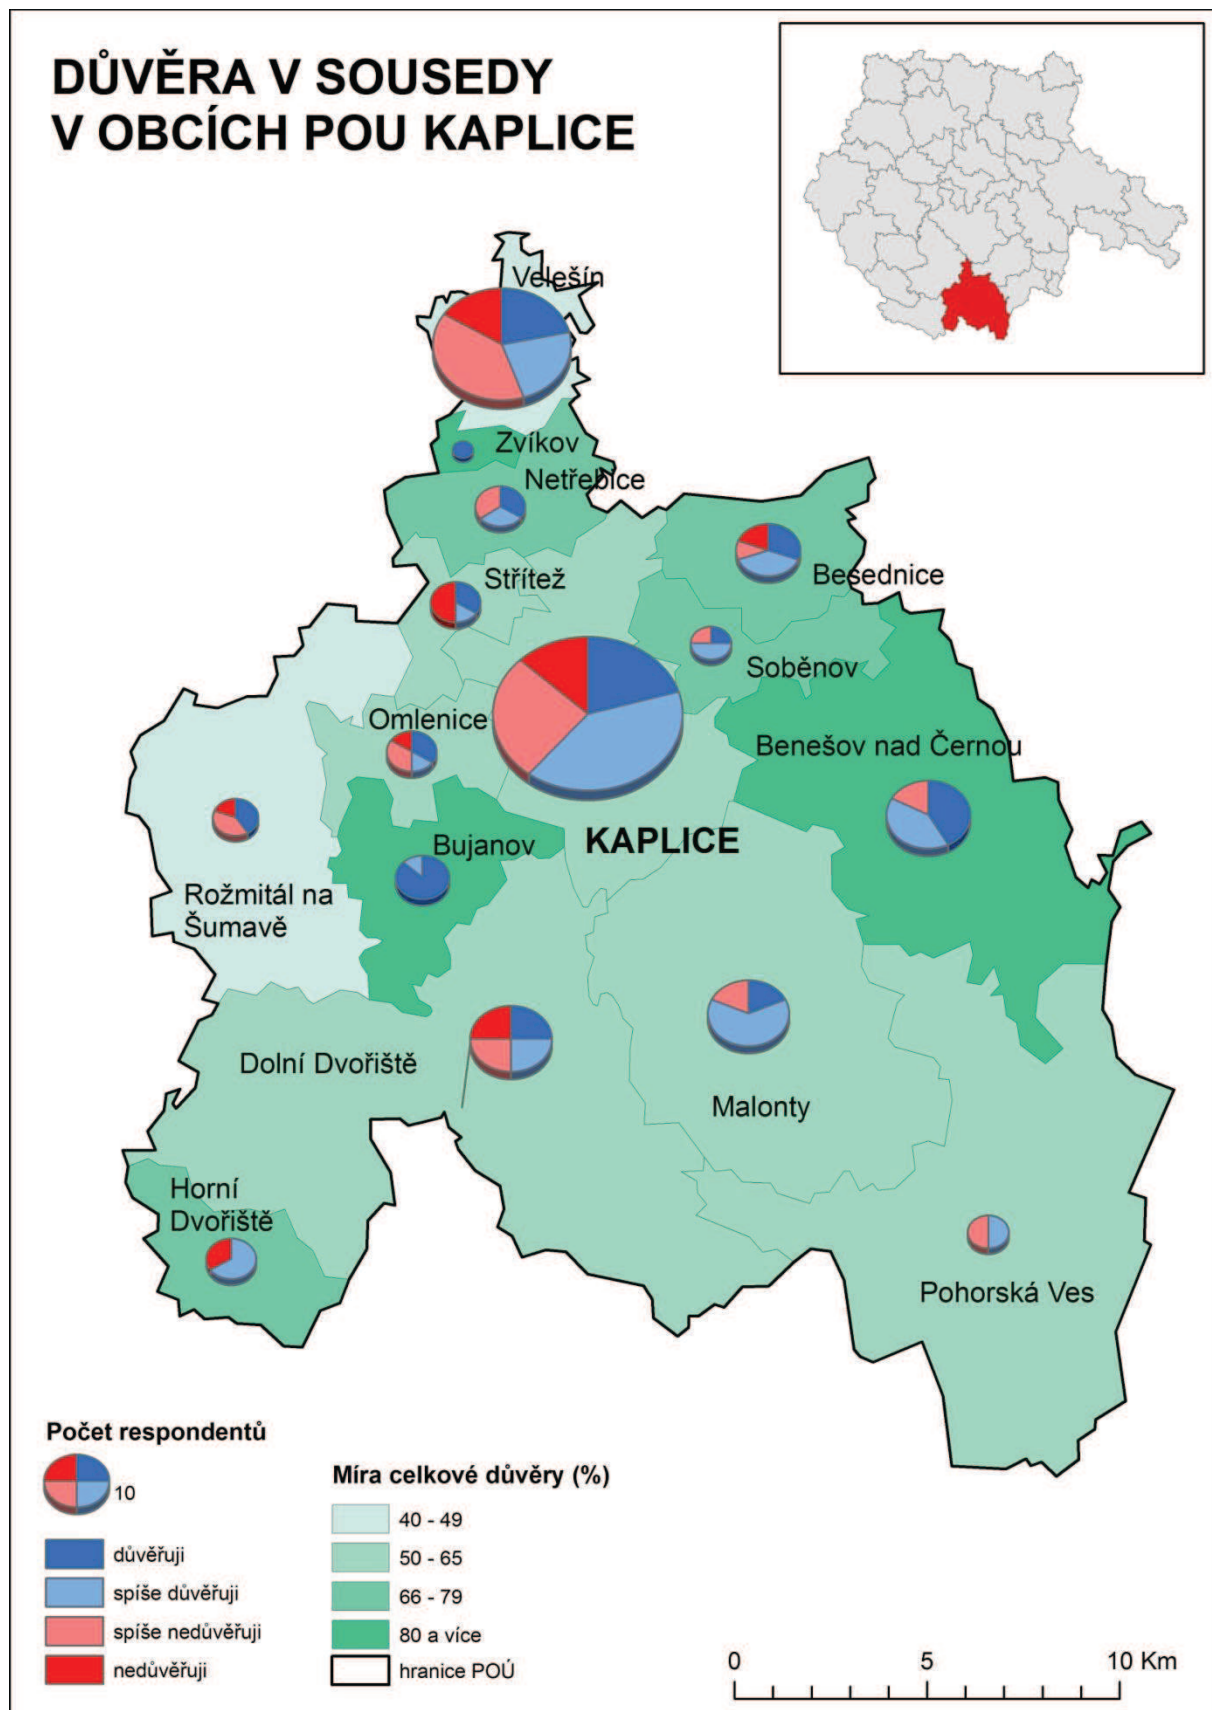 DŮVĚRA V SOUSEDY
V OBCÍCH POU KAPLICE
Velešín
Zvíkov
Netřebice
Střítež
Besednice
Soběnov
Omlenice
Benešov nad Černou
KAPLICE
Bujanov
Rožmitál na
Šumavě
Dolní Dvořiště
Malonty
Horní
Dvořiště
Pohorská Ves
Počet respondentů
10
důvěřuji
spíše důvěřuji
spíše nedůvěřuji
nedůvěřuji
Míra celkové důvěry (%)
40 - 49
50 - 65
66 - 79
80 a více
hranice POÚ
0 5 10 Km